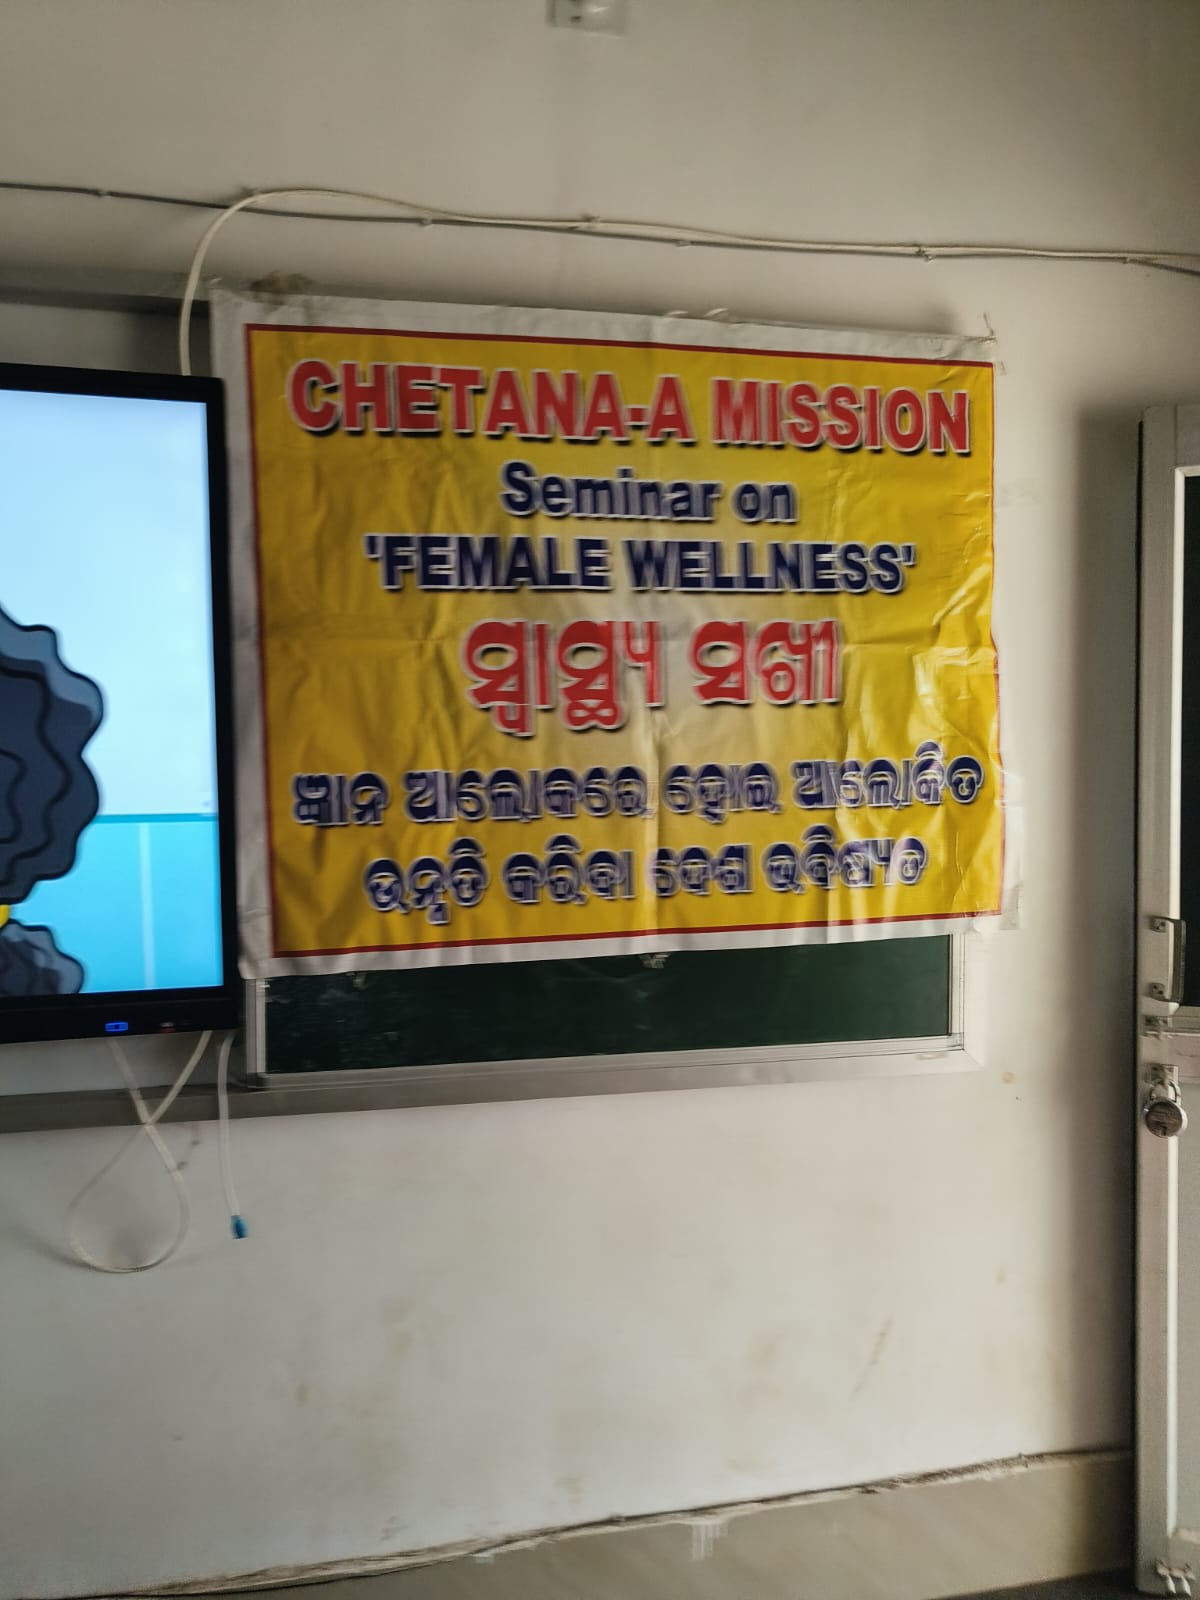 CHETANA-A MISSION
Seminar on
'FEMALE WELLNESS'
ସ୍ୱାସ୍ଥ୍ୟ ସଖୀ
ଜ୍ଞାନ ଆଲୋକରେ ହୋଇ ଆଲୋକିତ
ଉନ୍ନତି କରିବା ଦେଶ ଭବିଷ୍ୟତ